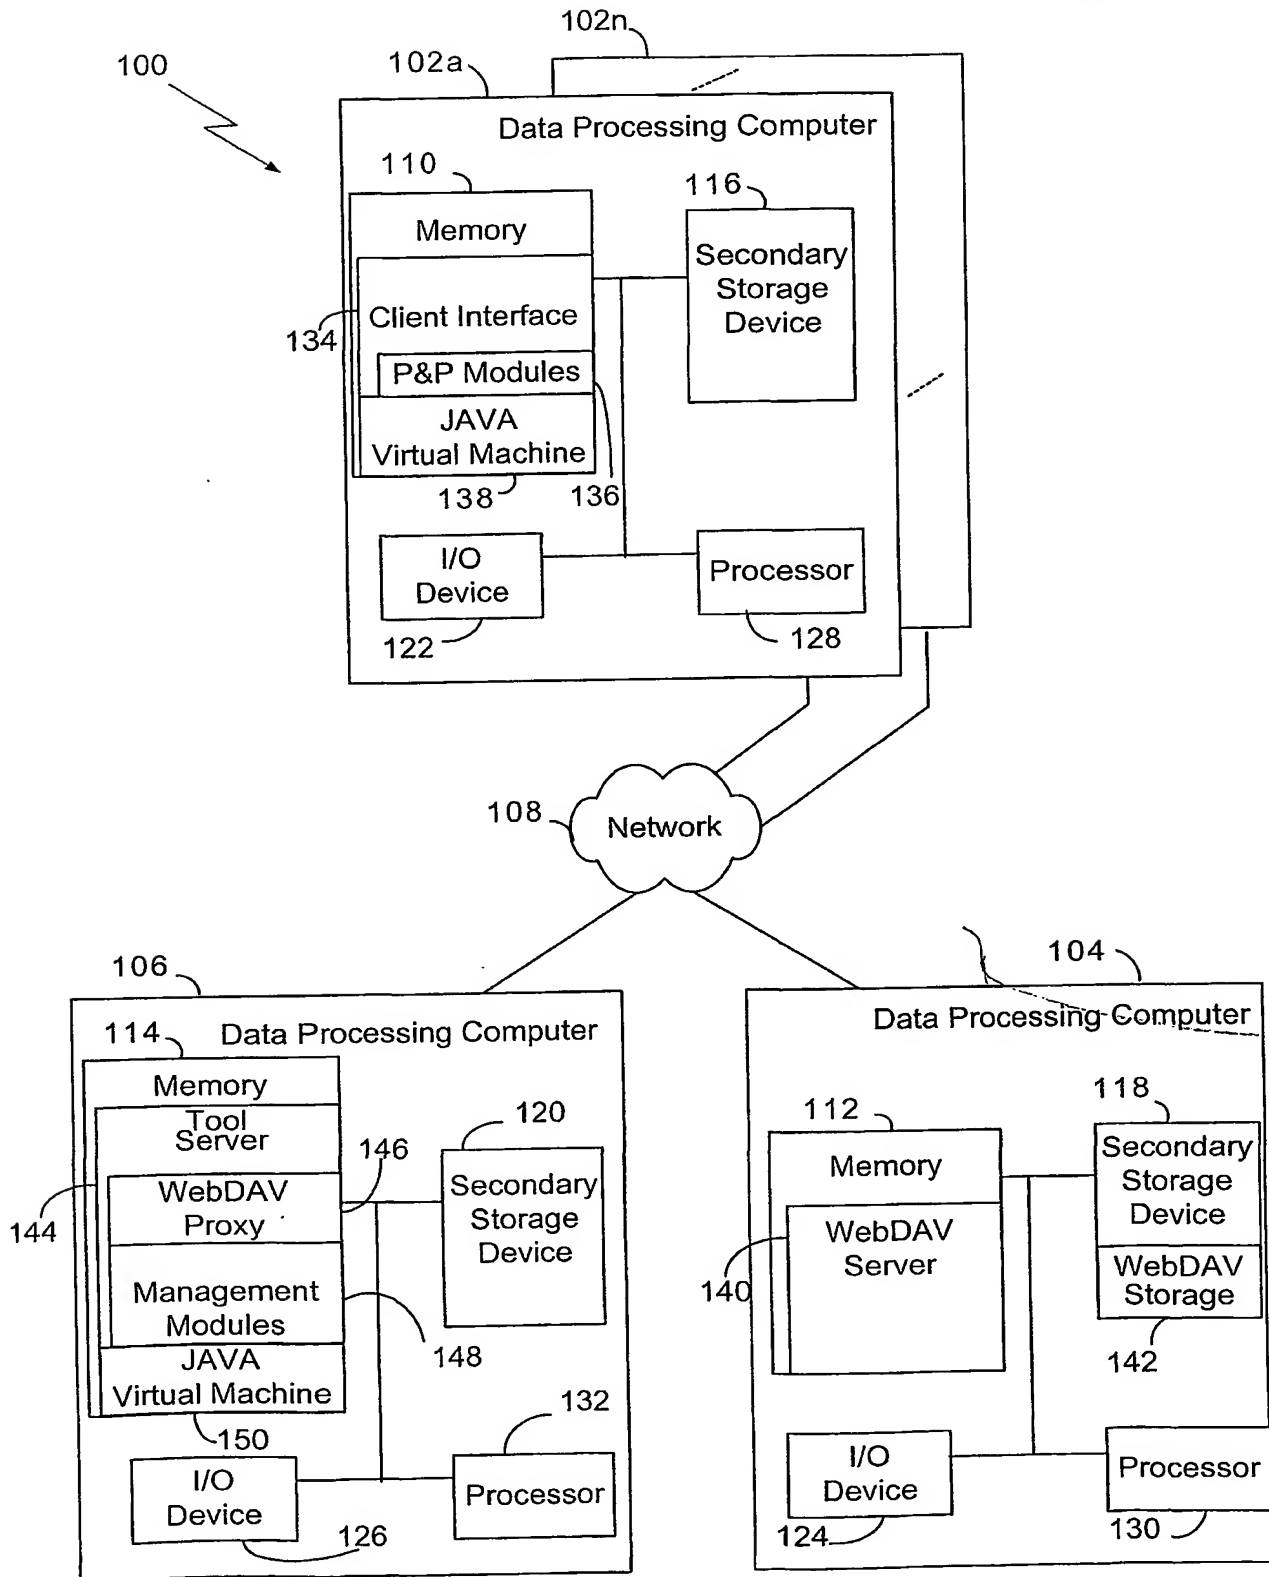 102n
100
102a
Data Processing Computer
110
116
Memory
Secondary
Storage
Device
Client Interface
134
P&P Modules
JAVA
Virtual Machine
138
136
I/O
Device
Processor
122
128
108
Network
106
104
Data Processing Computer
Data Processing Computer
114
Memory
Tool
Server
120
146
WebDAV
Proxy
144
Secondary
Storage
Device
Management
Modules
148
JAVA
Virtual Machine
150
132
I/O
Device
Processor
126
112
118
Memory
Secondary
Storage
Device
WebDAV
Server
140
WebDAV
Storage
142
I/O
Device
Processor
124
130